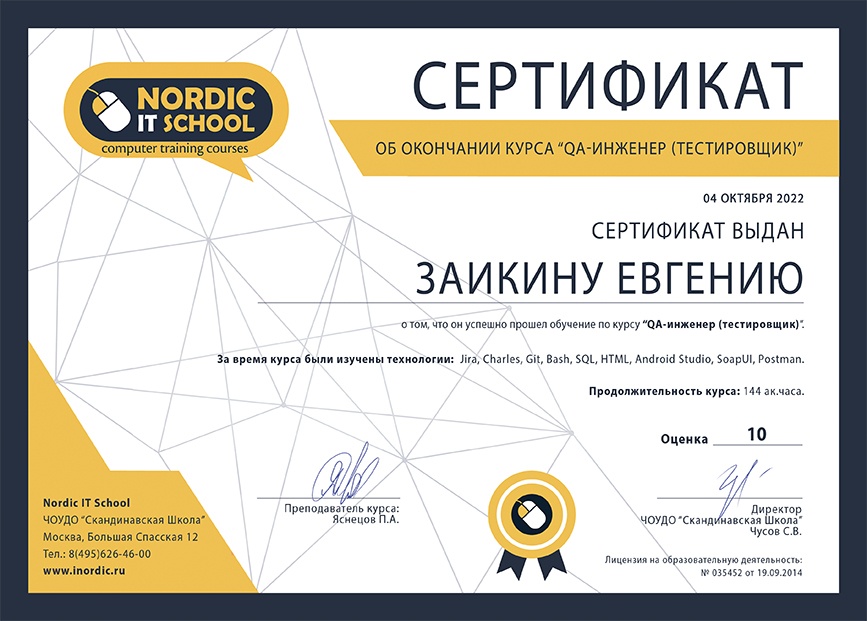 NORDIC
IT SCHOOL
computer training courses
СЕРТИФИКАТ
ОБ ОКОНЧАНИИ КУРСА "QA-ИНЖЕНЕР (ТЕСТИРОВЩИК)"
04 ОКТЯБРЯ 2022
СЕРТИФИКАТ ВЫДАН
ЗАИКИНУ ЕВГЕНИЮ
о том, что он успешно прошел обучение по курсу "QA-инженер (тестировщик)".
За время курса были изучены технологии: Jira, Charles, Git, Bash, SQL, HTML, Android Studio, SoapUI, Postman.
Продолжительность курса: 144 ак.часа.
Оценка 10
Преподаватель курса:
Яснецов П.А.
Директор
ЧОУДО "Скандинавская Школа"
Чусов С.В.
Лицензия на образовательную деятельность:
№ 035452 от 19.09.2014
Nordic IT School
ЧОУДО "Скандинавская Школа"
Москва, Большая Спасская 12
Тел.: 8(495)626-46-00
www.inordic.ru